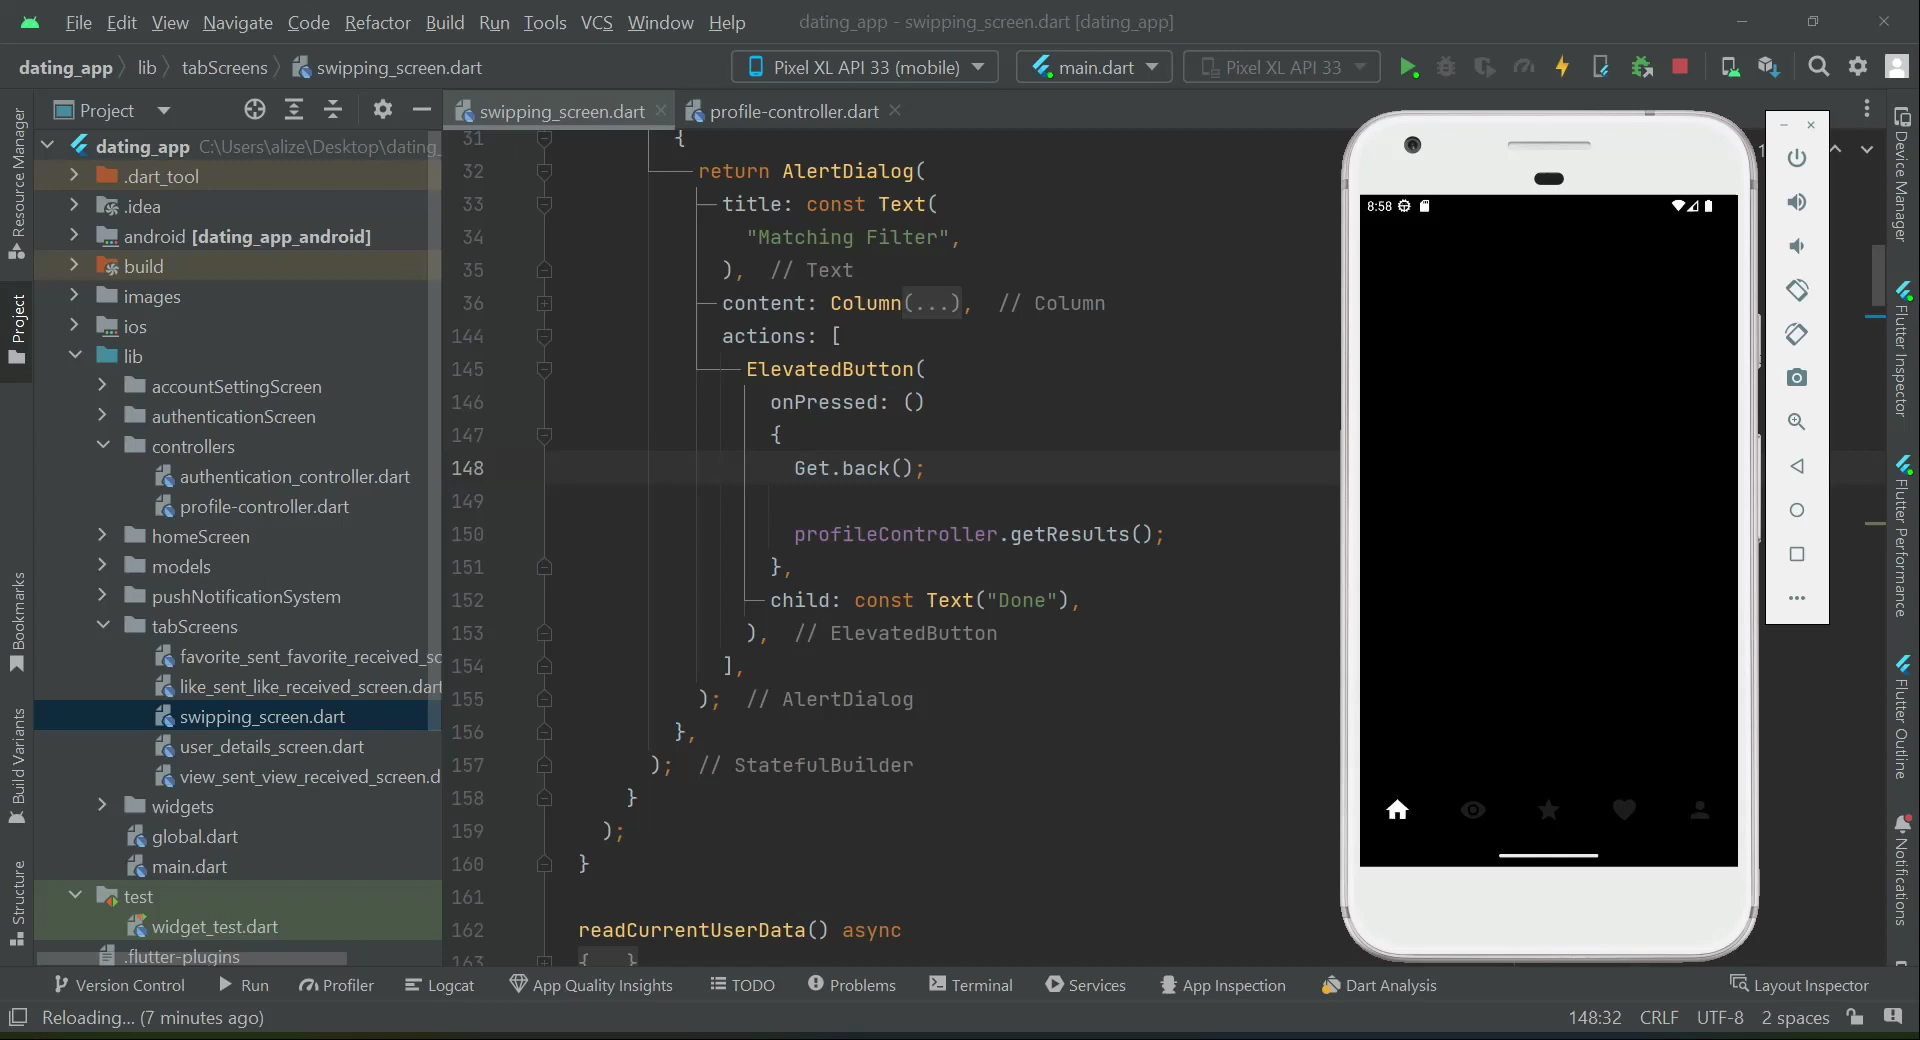 File Edit View Navigate Code Refactor Build Run Tools VCS Window Help dating_app - swipping_screen.dart [dating_app]
dating_app lib tabScreens swipping_screen.dart Pixel XL API 33 (mobile) main.dart Pixel XL API 33
Project swipping_screen.dart profile-controller.dart
dating_app C:\Users\alize\Desktop\dating_
.dart_tool
.idea
android [dating_app_android]
build
images
ios
lib
accountSettingScreen
authenticationScreen
controllers
authentication_controller.dart
profile-controller.dart
homeScreen
models
pushNotificationSystem
tabScreens
favorite_sent_favorite_received_sc
like_sent_like_received_screen.dart
swipping_screen.dart
user_details_screen.dart
view_sent_view_received_screen.d
widgets
global.dart
main.dart
test
widget_test.dart
.flutter-plugins
31 {
32 return AlertDialog(
33 title: const Text(
34 "Matching Filter",
35 ), // Text
36 content: Column(...), // Column
144 actions: [
145 ElevatedButton(
146 onPressed: ()
147 {
148 Get.back();
149
150 profileController.getResults();
151 },
152 child: const Text("Done"),
153 ), // ElevatedButton
154 ],
155 ); // AlertDialog
156 },
157 ); // StatefulBuilder
158 }
159 );
160 }
161
162 readCurrentUserData() async
163 {...}
8:58
1
Resource Manager
Project
Bookmarks
Build Variants
Structure
Device Manager
Flutter Inspector
Flutter Performance
Flutter Outline
Notifications
Version Control Run Profiler Logcat App Quality Insights TODO Problems Terminal Services App Inspection Dart Analysis Layout Inspector
Reloading... (7 minutes ago) 148:32 CRLF UTF-8 2 spaces